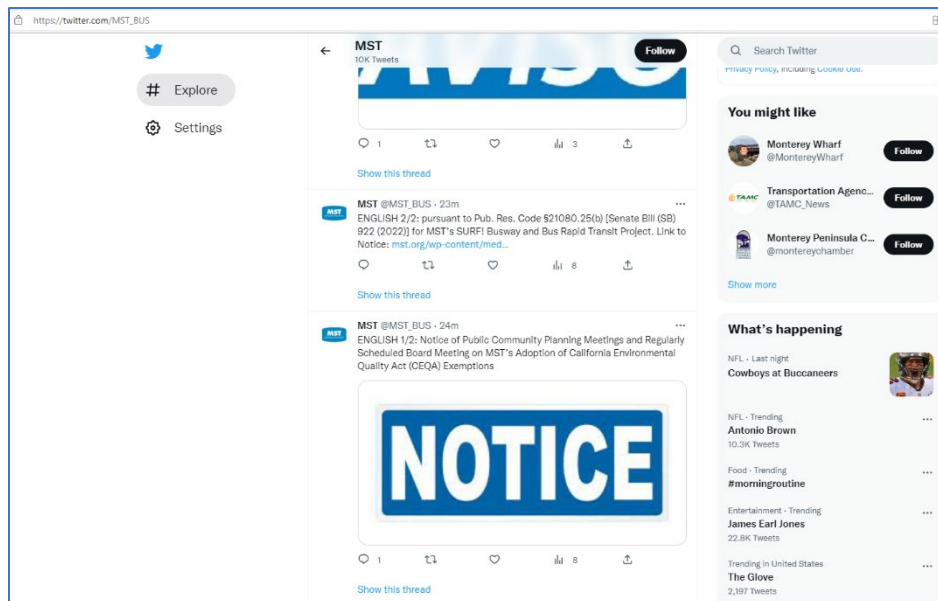 https://twitter.com/MST_BUS
Explore
Settings
MST
10K Tweets
Follow
AVISO
1
3
Show this thread
MST @MST_BUS · 23m
ENGLISH 2/2: pursuant to Pub. Res. Code §21080.25(b) [Senate Bill (SB)
922 (2022)] for MST's SURF! Busway and Bus Rapid Transit Project. Link to
Notice: mst.org/wp-content/med...
8
Show this thread
MST @MST_BUS · 24m
ENGLISH 1/2: Notice of Public Community Planning Meetings and Regularly
Scheduled Board Meeting on MST's Adoption of California Environmental
Quality Act (CEQA) Exemptions
NOTICE
1
8
Show this thread
Search Twitter
Privacy Policy, including Cookie Use.
You might like
Monterey Wharf
@MontereyWharf
Follow
TAMC
Transportation Agenc...
@TAMC_News
Follow
Monterey Peninsula C...
@montereychamber
Follow
Show more
What's happening
NFL · Last night
Cowboys at Buccaneers
NFL · Trending
Antonio Brown
10.3K Tweets
Food · Trending
#morningroutine
Entertainment · Trending
James Earl Jones
22.8K Tweets
Trending in United States
The Glove
2,197 Tweets